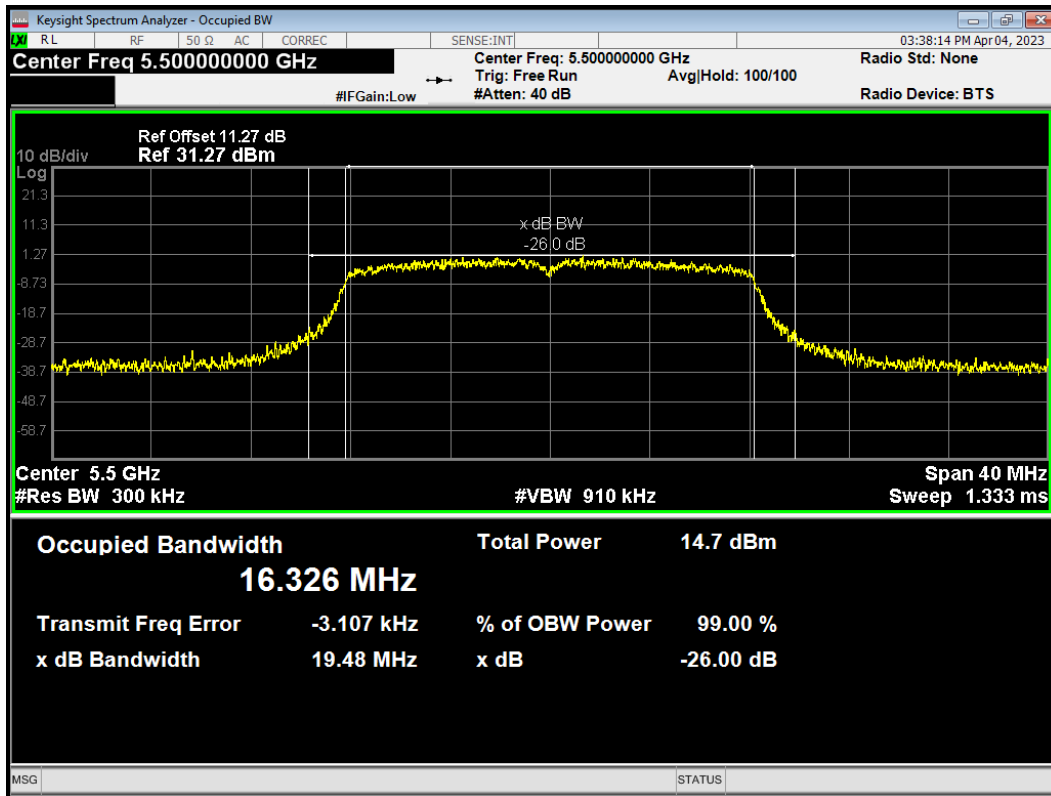 Keysight Spectrum Analyzer - Occupied BW
LXI RL RF 50 Ω AC CORREC SENSE:INT 03:38:14 PM Apr 04, 2023
Center Freq 5.500000000 GHz
Center Freq: 5.500000000 GHz
Radio Std: None
Trig: Free Run Avg|Hold: 100/100
#IFGain:Low
#Atten: 40 dB
Radio Device: BTS
Ref Offset 11.27 dB
10 dB/div Ref 31.27 dBm
Log
21.3
11.3
1.27
-8.73
-18.7
-28.7
-38.7
-48.7
-58.7
x dB BW
-26.0 dB
Center 5.5 GHz Span 40 MHz
#Res BW 300 kHz #VBW 910 kHz Sweep 1.333 ms
Occupied Bandwidth Total Power 14.7 dBm
16.326 MHz
Transmit Freq Error -3.107 kHz % of OBW Power 99.00 %
x dB Bandwidth 19.48 MHz x dB -26.00 dB
MSG STATUS